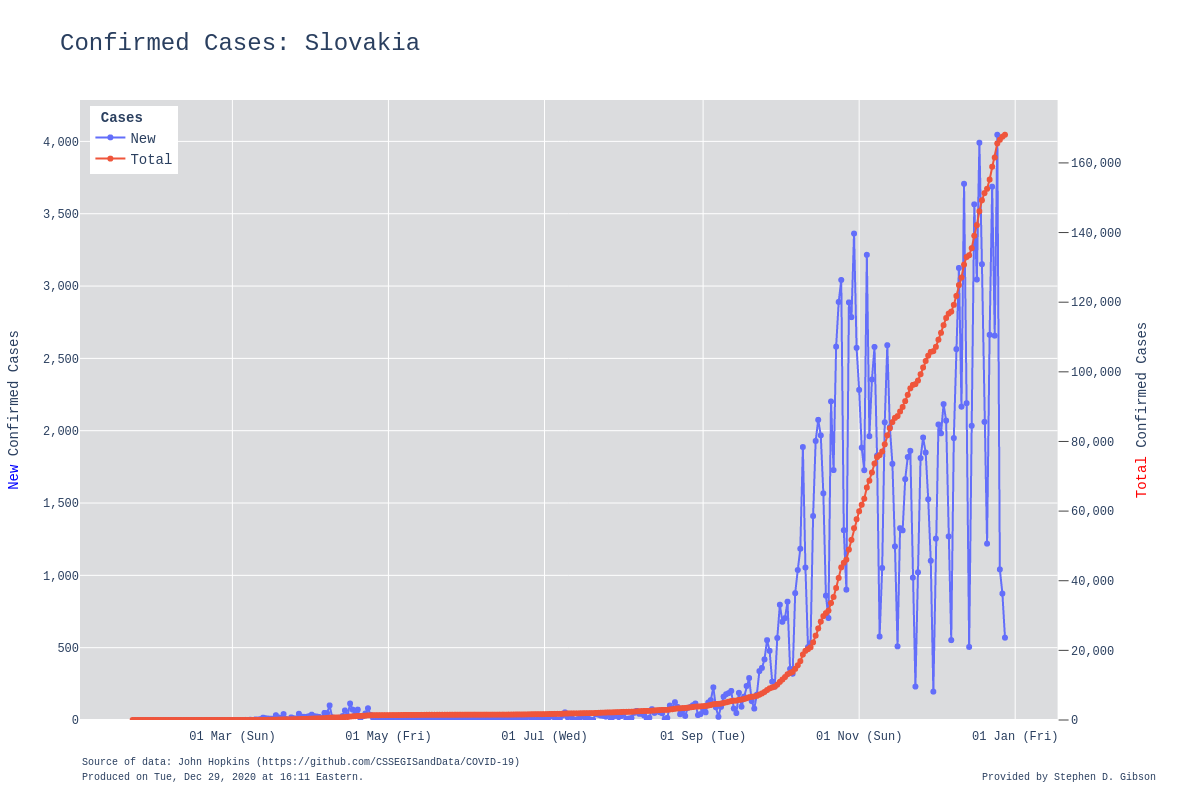 Confirmed Cases: Slovakia
Cases
New
Total
4,000
3,500
3,000
2,500
2,000
1,500
1,000
500
0
New Confirmed Cases
160,000
140,000
120,000
100,000
80,000
60,000
40,000
20,000
0
Total Confirmed Cases
01 Mar (Sun)
01 May (Fri)
01 Jul (Wed)
01 Sep (Tue)
01 Nov (Sun)
01 Jan (Fri)
Source of data: John Hopkins (https://github.com/CSSEGISandData/COVID-19)
Produced on Tue, Dec 29, 2020 at 16:11 Eastern.
Provided by Stephen D. Gibson